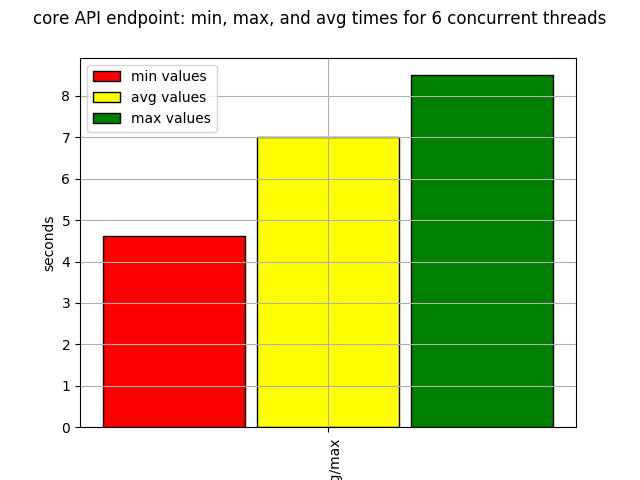 core API endpoint: min, max, and avg times for 6 concurrent threads
min values
avg values
max values
8
7
6
5
4
3
2
1
0
seconds
g/max